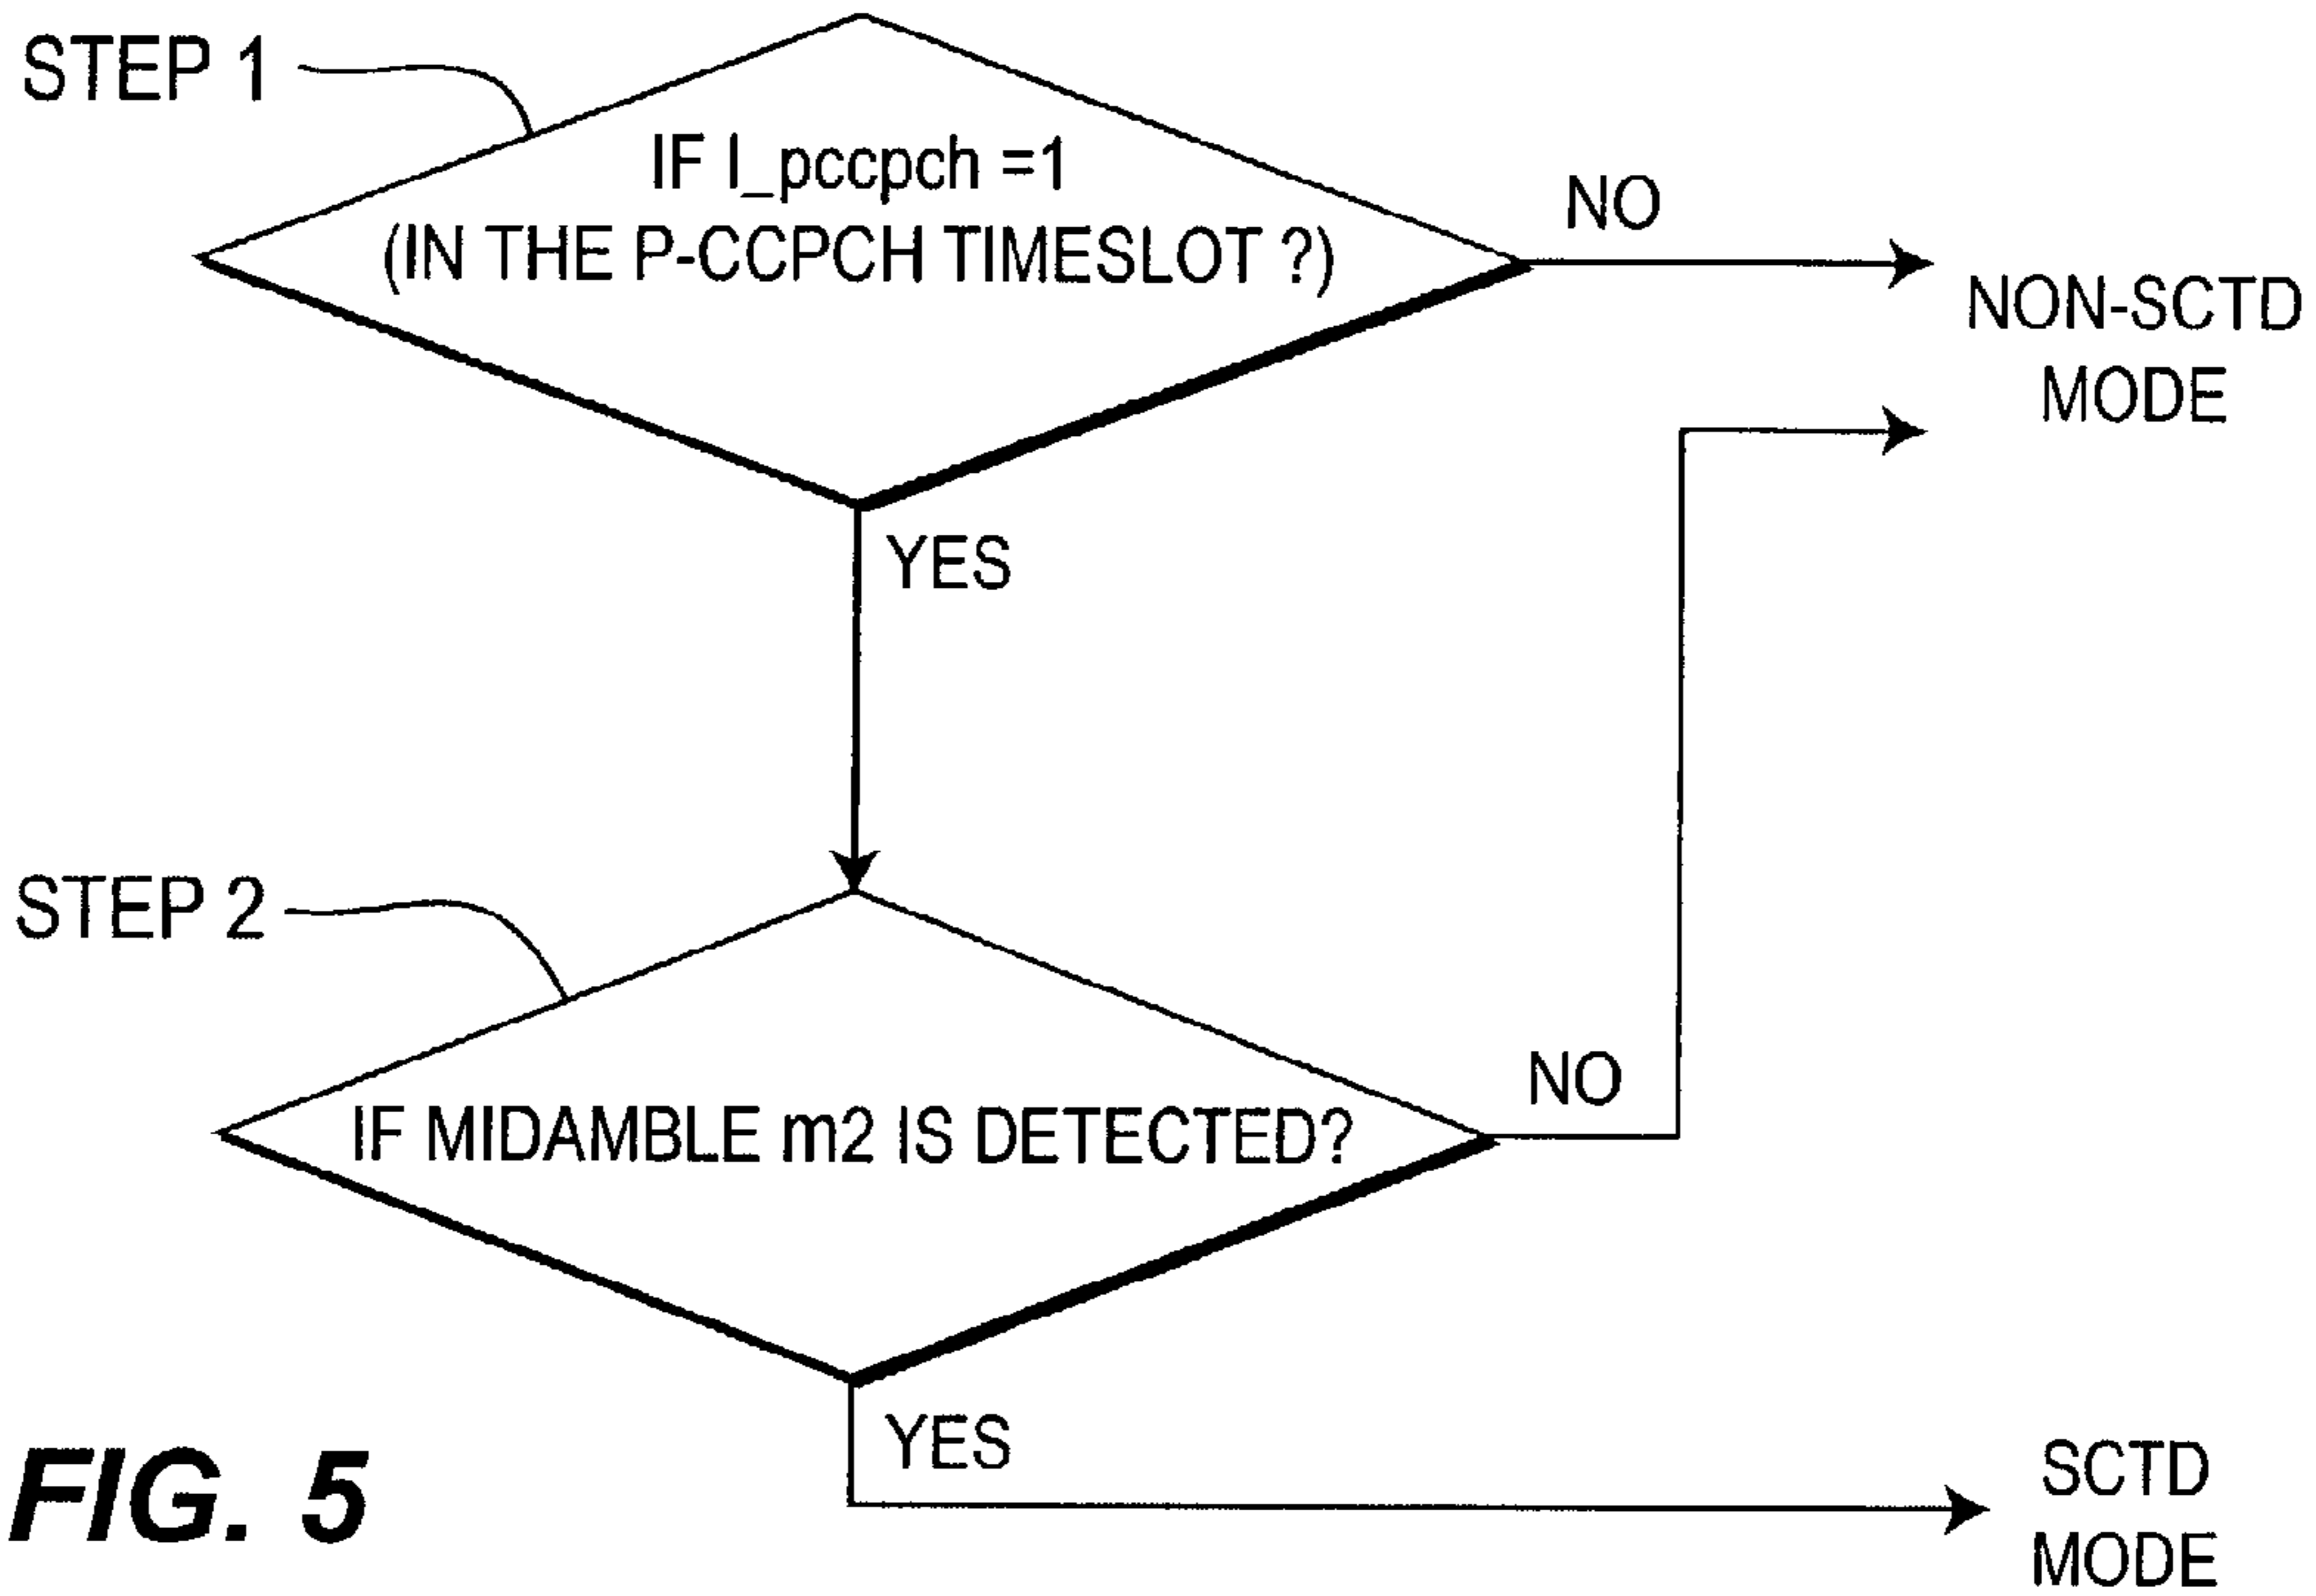 STEP 1
IF I_pccpch =1
(IN THE P-CCPCH TIMESLOT ?)
NO
NON-SCTD
MODE
YES
STEP 2
IF MIDAMBLE m2 IS DETECTED?
NO
YES
SCTD
MODE
FIG. 5